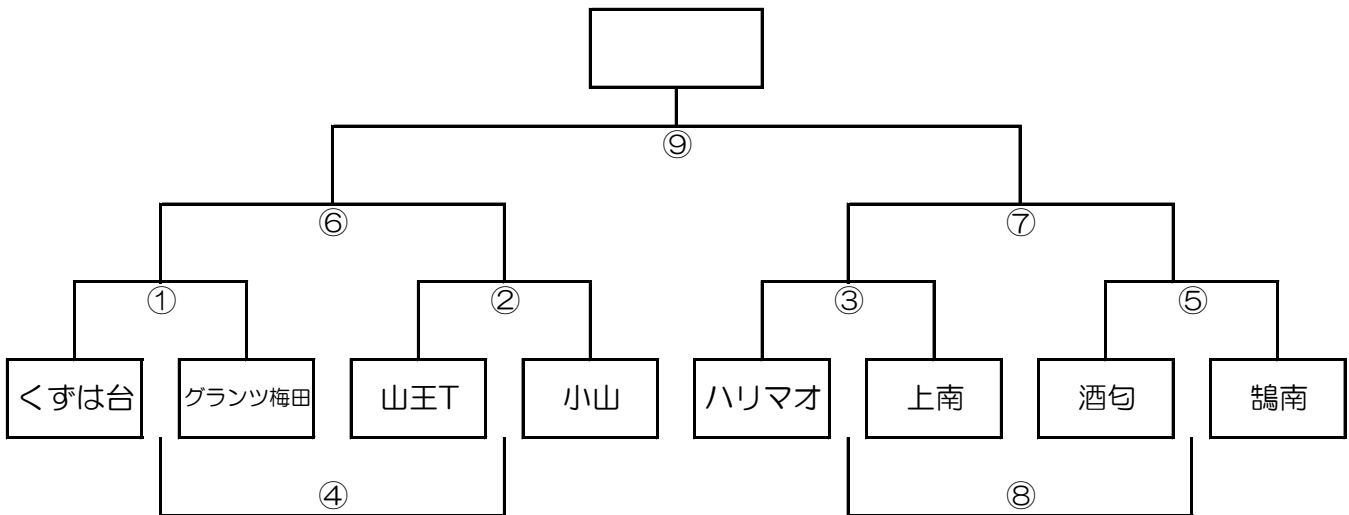 ⑨
⑥
⑦
①
②
③
⑤
くずは台
グランツ梅田
山王T
小山
ハリマオ
上南
酒匂
鵠南
④
⑧